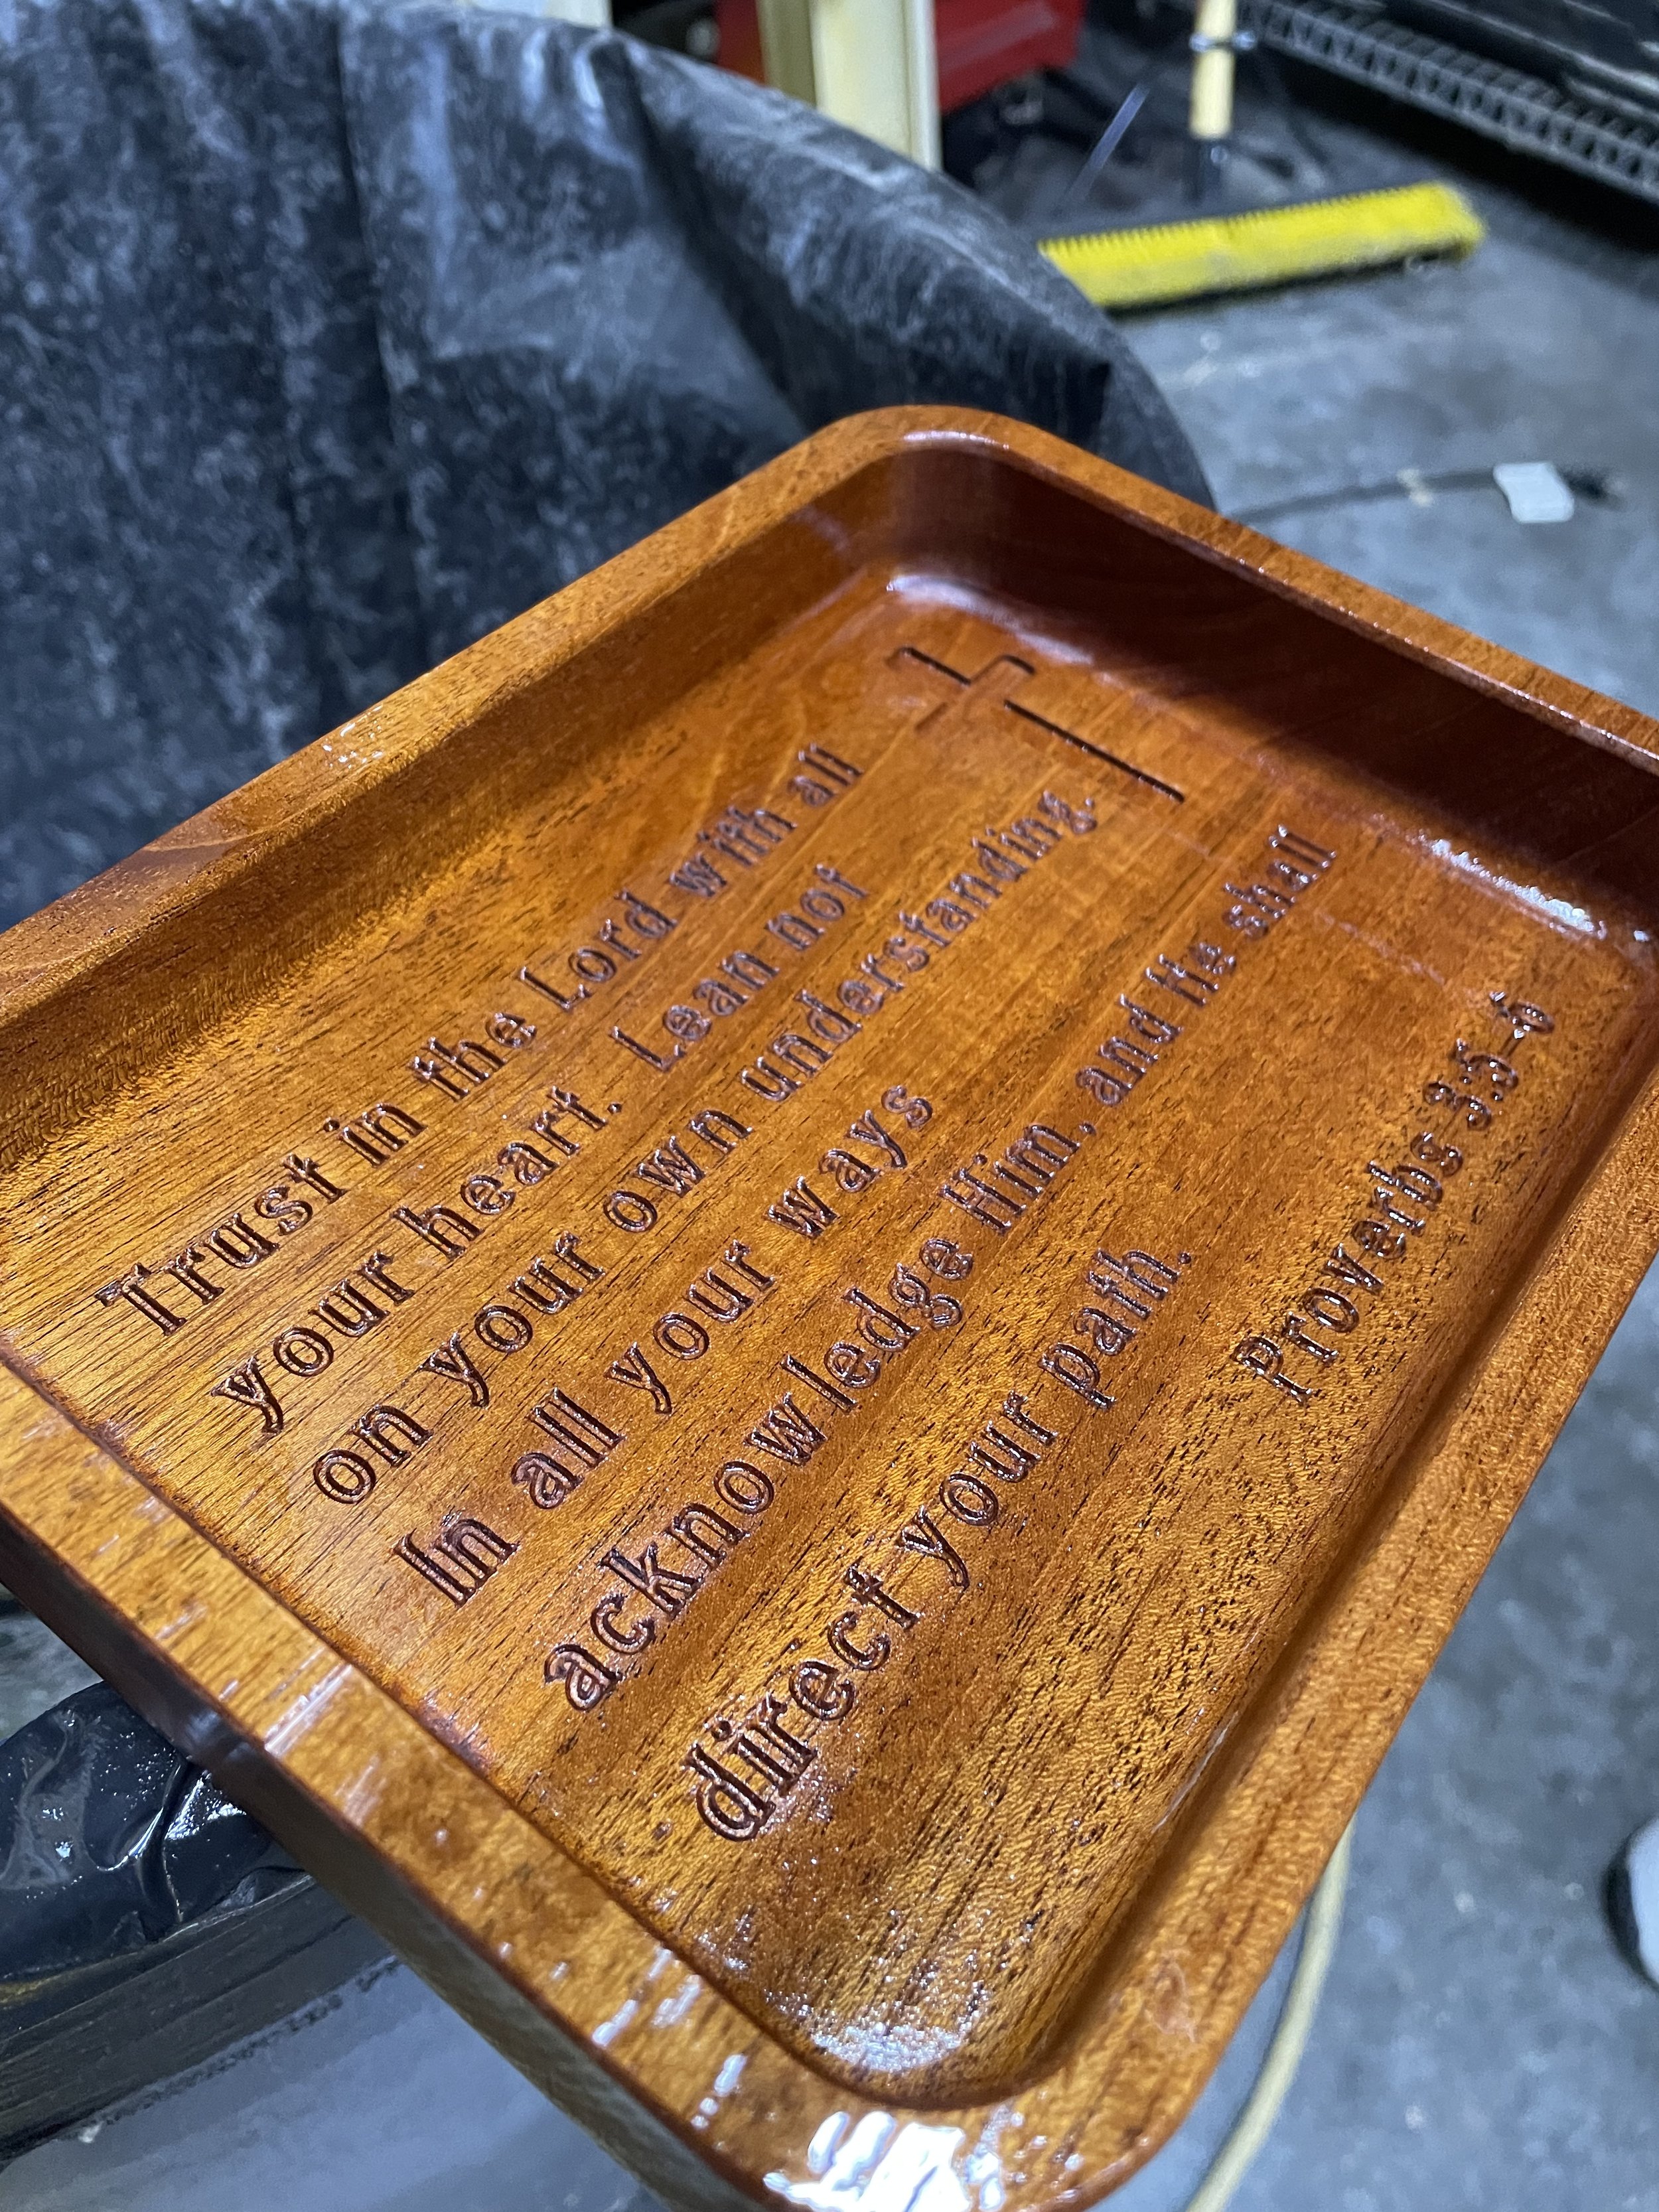 Trust in the Lord with all
your heart. Lean not
on your own understanding.
In all your ways
acknowledge Him, and He shall
direct your path.
Proverbs 3:5-6